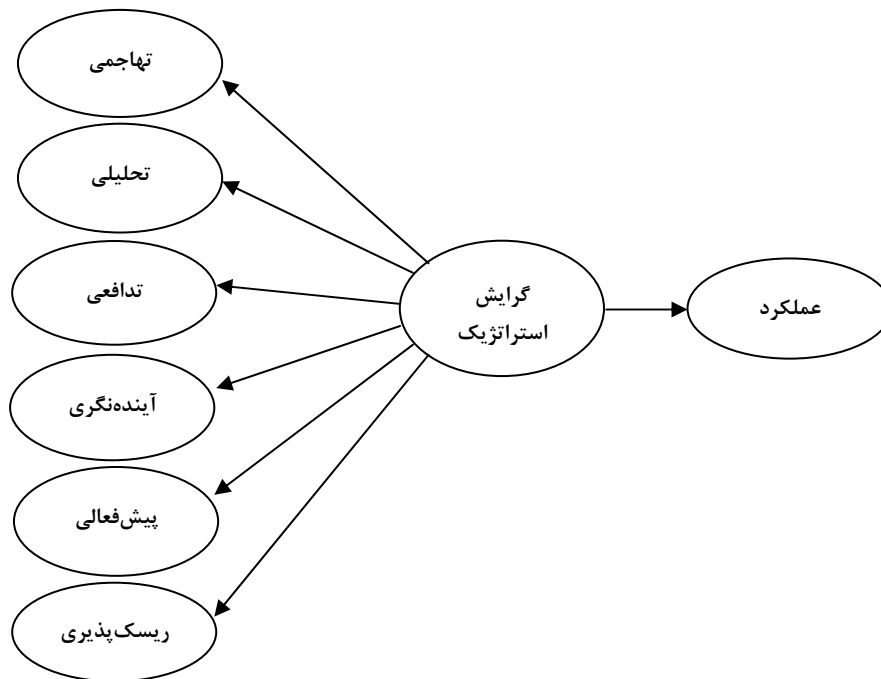 تهاجمی
تحلیلی
تدافعی
آینده‌نگری
پیش‌فعالی
ریسک‌پذیری
گرایش
استراتژیک
عملکرد